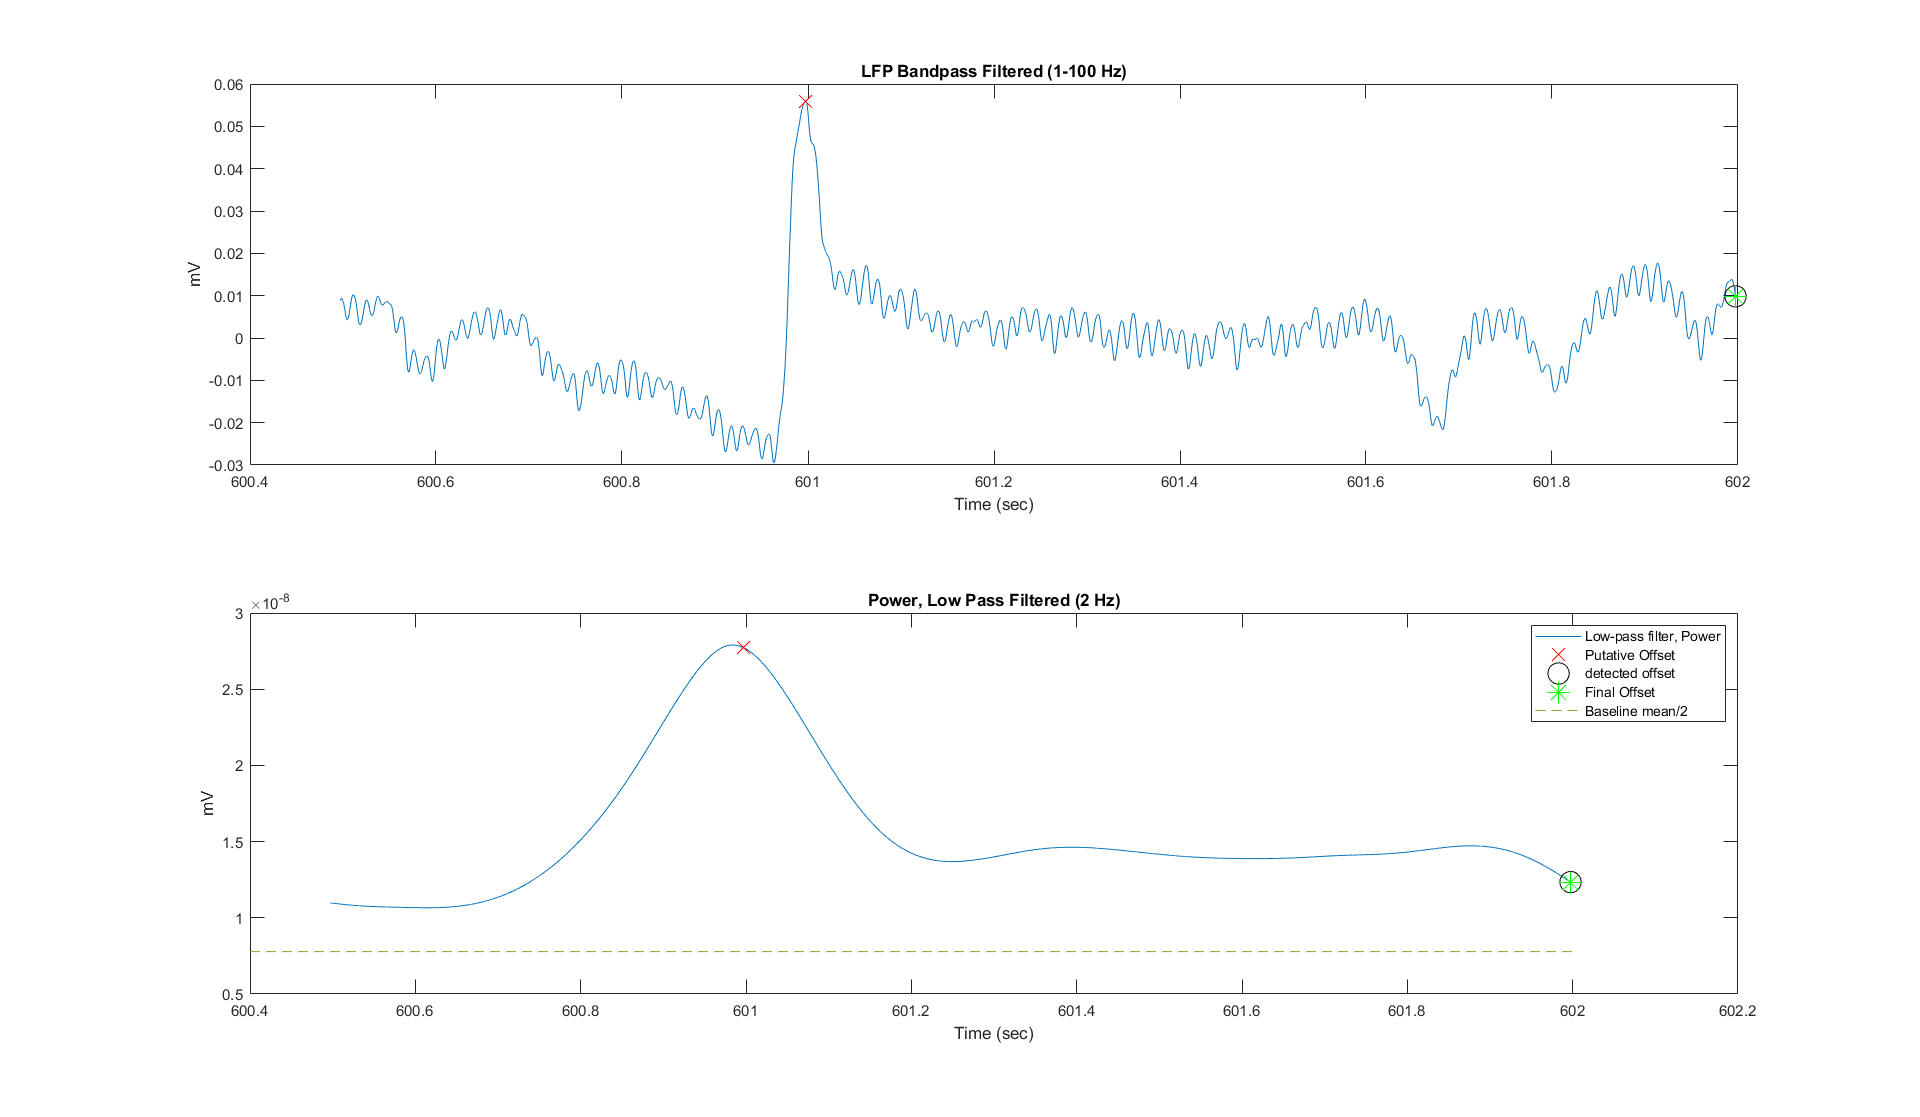 LFP Bandpass Filtered (1-100 Hz)
0.06
0.05
0.04
0.03
0.02
0.01
0
-0.01
-0.02
-0.03
mV
600.4 600.6 600.8 601 601.2 601.4 601.6 601.8 602
Time (sec)
Power, Low Pass Filtered (2 Hz)
×10-8
3
2.5
2
1.5
1
0.5
mV
Low-pass filter, Power
Putative Offset
detected offset
Final Offset
Baseline mean/2
600.4 600.6 600.8 601 601.2 601.4 601.6 601.8 602 602.2
Time (sec)